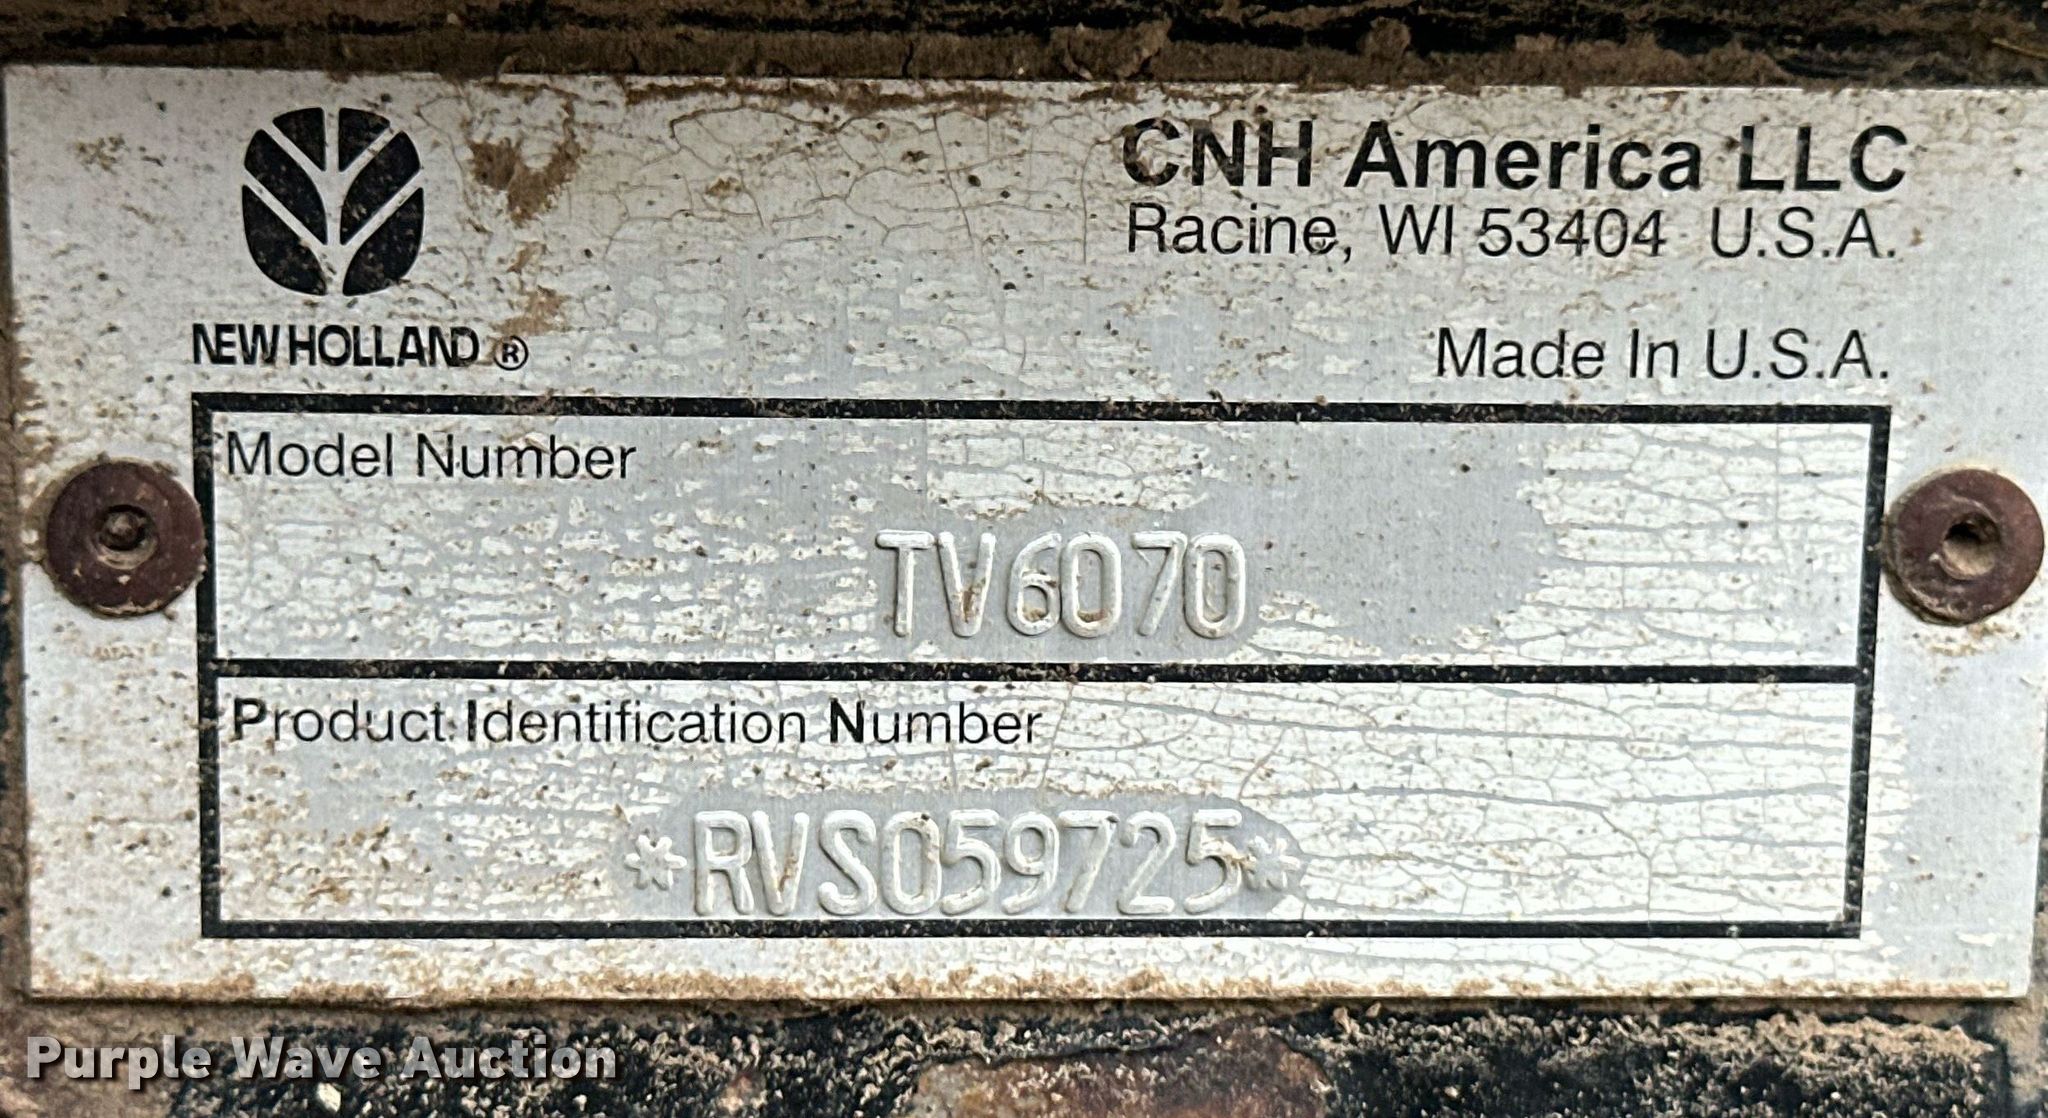 CNH America LLC
Racine, WI 53404 U.S.A.
NEW HOLLAND ®
Made In U.S.A.
Model Number
TV6070
Product Identification Number
*RVS059725*
Purple Wave Auction